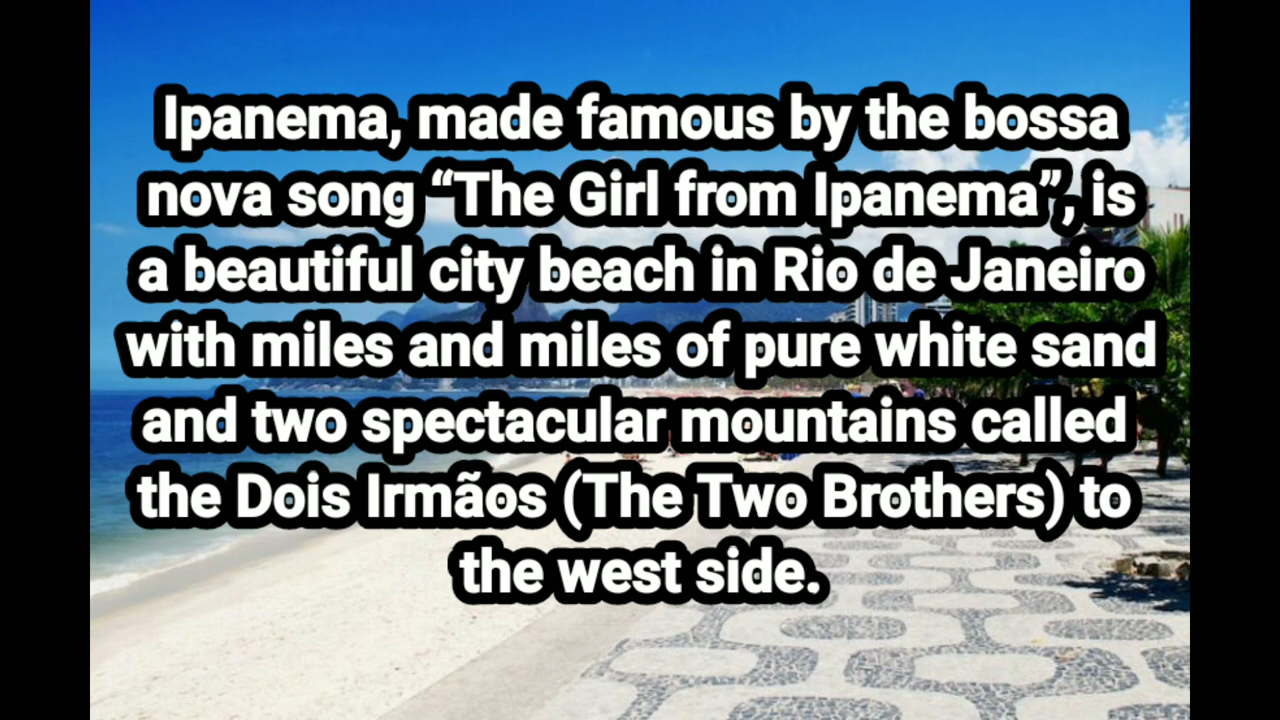 Ipanema, made famous by the bossa
nova song “The Girl from Ipanema”, is
a beautiful city beach in Rio de Janeiro
with miles and miles of pure white sand
and two spectacular mountains called
the Dois Irmãos (The Two Brothers) to
the west side.